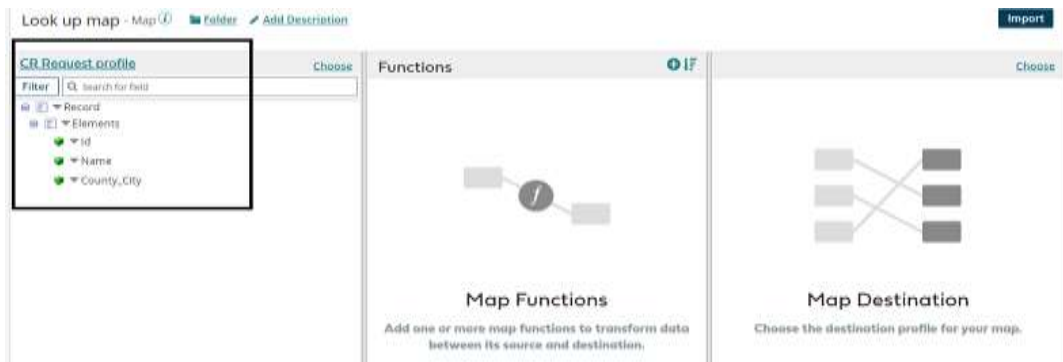 Look up map - Map i Folder Add Description Import
CR Request profile Choose
Filter Search for field
Record
Elements
Id
Name
County_City
Functions
Map Functions
Add one or more map functions to transform data
between its source and destination.
Choose
Map Destination
Choose the destination profile for your map.